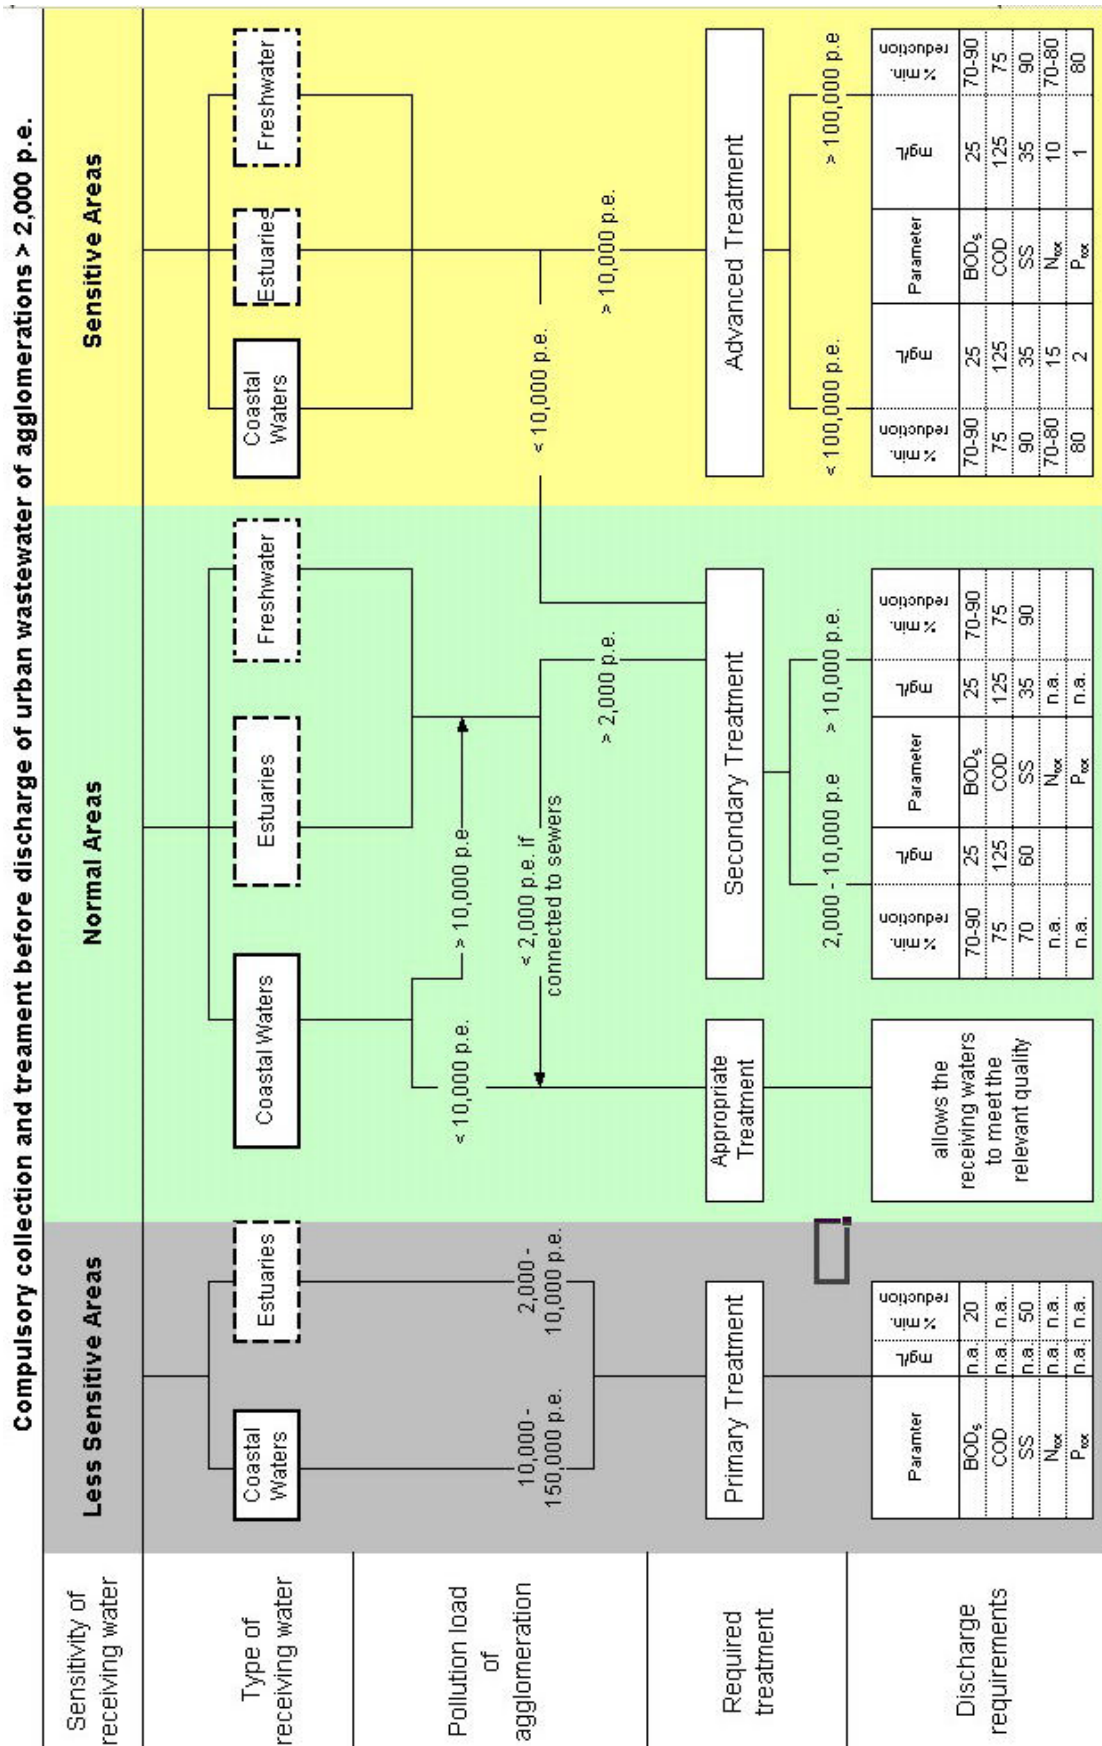 Compulsory collection and treament before discharge of urban wastewater of agglomerations > 2,000 p.e.
Sensitivity of
receiving water
Less Sensitive Areas
Normal Areas
Sensitive Areas
Type of
receiving water
Coastal
Waters
Estuaries
Coastal Waters
Estuaries
Freshwater
Coastal
Waters
Estuaries
Freshwater
Pollution load
of
agglomeration
10,000 -
150,000 p.e.
2,000 -
10,000 p.e.
< 10,000 p.e.
> 10,000 p.e
< 2,000 p.e. if
connected to sewers
> 2,000 p.e.
< 10,000 p.e.
> 10,000 p.e.
Required
treatment
Primary Treatment
Appropriate
Treatment
Secondary Treatment
Advanced Treatment
2,000 - 10,000 p.e
> 10,000 p.e.
< 100,000 p.e.
> 100,000 p.e
Discharge
requirements
Paramter mg/L % min. reduction
BOD5 n.a. 20
COD n.a. n.a.
SS n.a. 50
Ntox n.a. n.a.
Ptox n.a. n.a.
allows the
receiving waters
to meet the
relevant quality
% min. reduction mg/L Parameter mg/L % min. reduction
70-90 25 BOD5 25 70-90
75 125 COD 125 75
70 60 SS 35 90
n.a. Ntox n.a.
n.a. Ptox n.a.
% min. reduction mg/L Parameter mg/L % min. reduction
70-90 25 BOD5 25 70-90
75 125 COD 125 75
90 35 SS 35 90
70-80 15 Ntox 10 70-80
80 2 Ptox 1 80